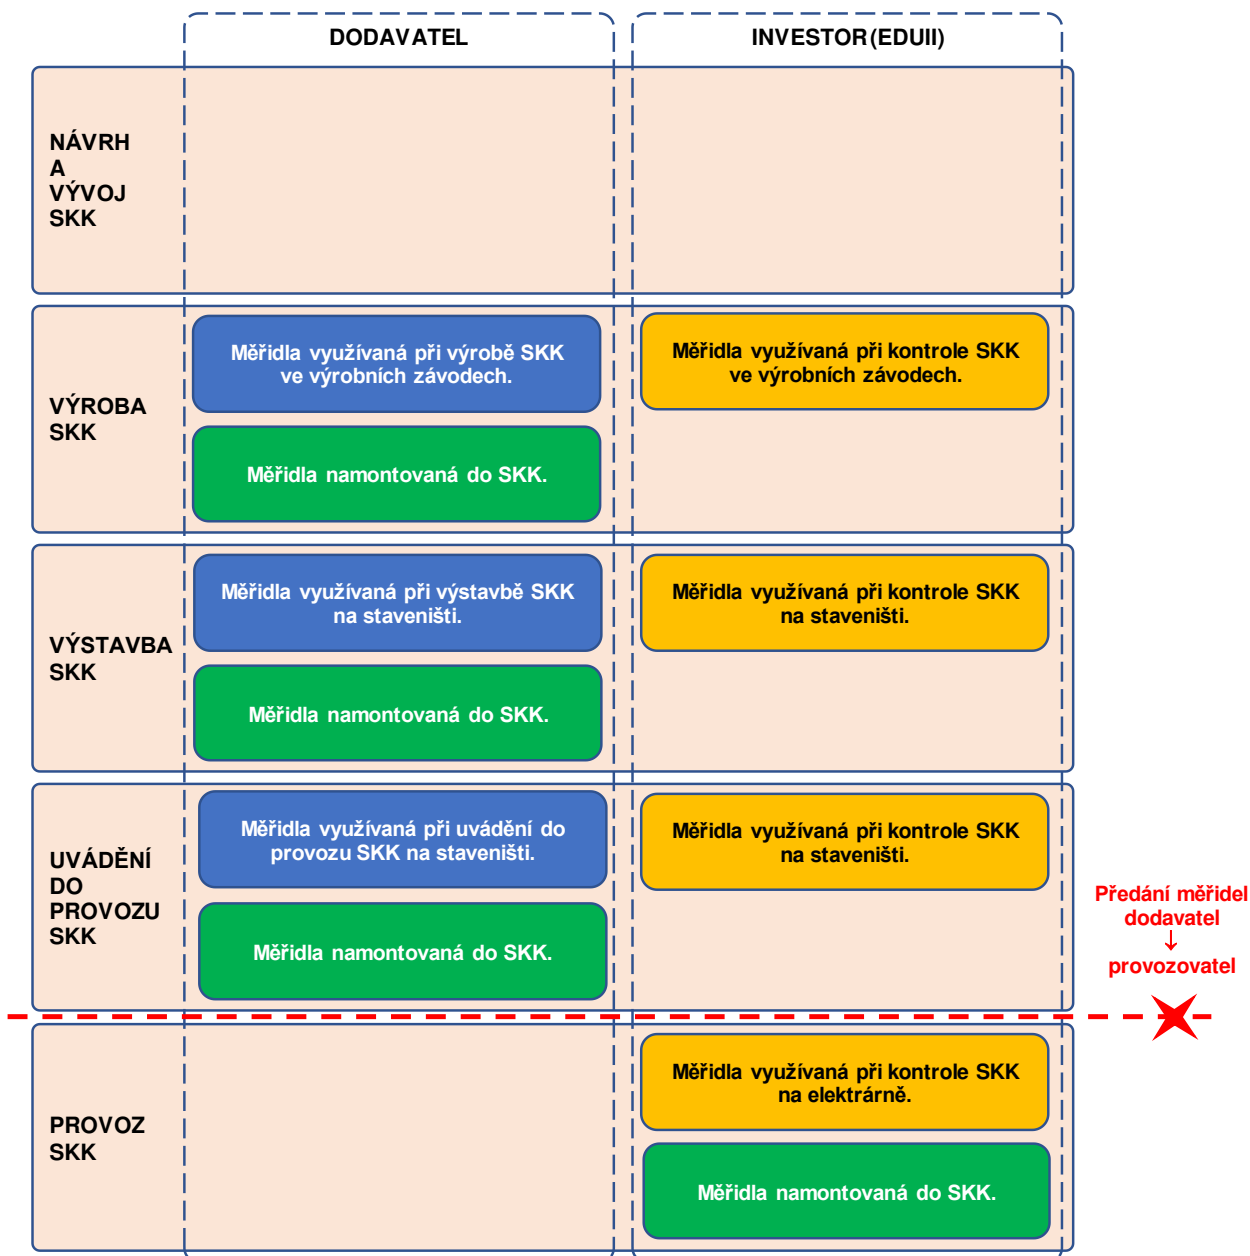 DODAVATEL
INVESTOR (EDUII)
NÁVRH
A
VÝVOJ
SKK
VÝROBA
SKK
Měřidla využívaná při výrobě SKK
ve výrobních závodech.
Měřidla využívaná při kontrole SKK
ve výrobních závodech.
Měřidla namontovaná do SKK.
VÝSTAVBA
SKK
Měřidla využívaná při výstavbě SKK
na staveništi.
Měřidla využívaná při kontrole SKK
na staveništi.
Měřidla namontovaná do SKK.
UVÁDĚNÍ
DO
PROVOZU
SKK
Měřidla využívaná při uvádění do
provozu SKK na staveništi.
Měřidla využívaná při kontrole SKK
na staveništi.
Měřidla namontovaná do SKK.
Předání měřidel
dodavatel
↓
provozovatel
PROVOZ
SKK
Měřidla využívaná při kontrole SKK
na elektrárně.
Měřidla namontovaná do SKK.